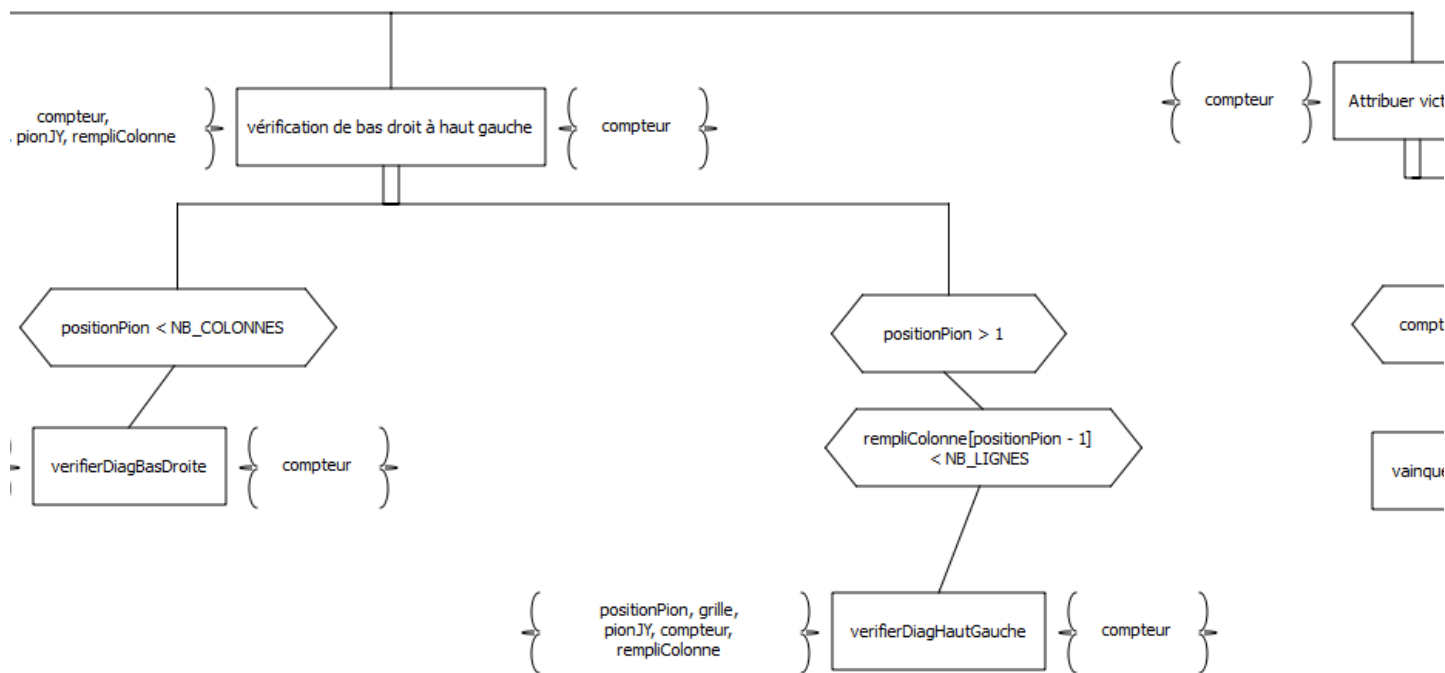 compteur,
, pionJY, rempliColonne
vérification de bas droit à haut gauche
compteur
compteur
Attribuer vict
positionPion < NB_COLONNES
positionPion > 1
compt
rempliColonne[positionPion - 1]
< NB_LIGNES
verifierDiagBasDroite
compteur
vainque
positionPion, grille,
pionJY, compteur,
rempliColonne
verifierDiagHautGauche
compteur